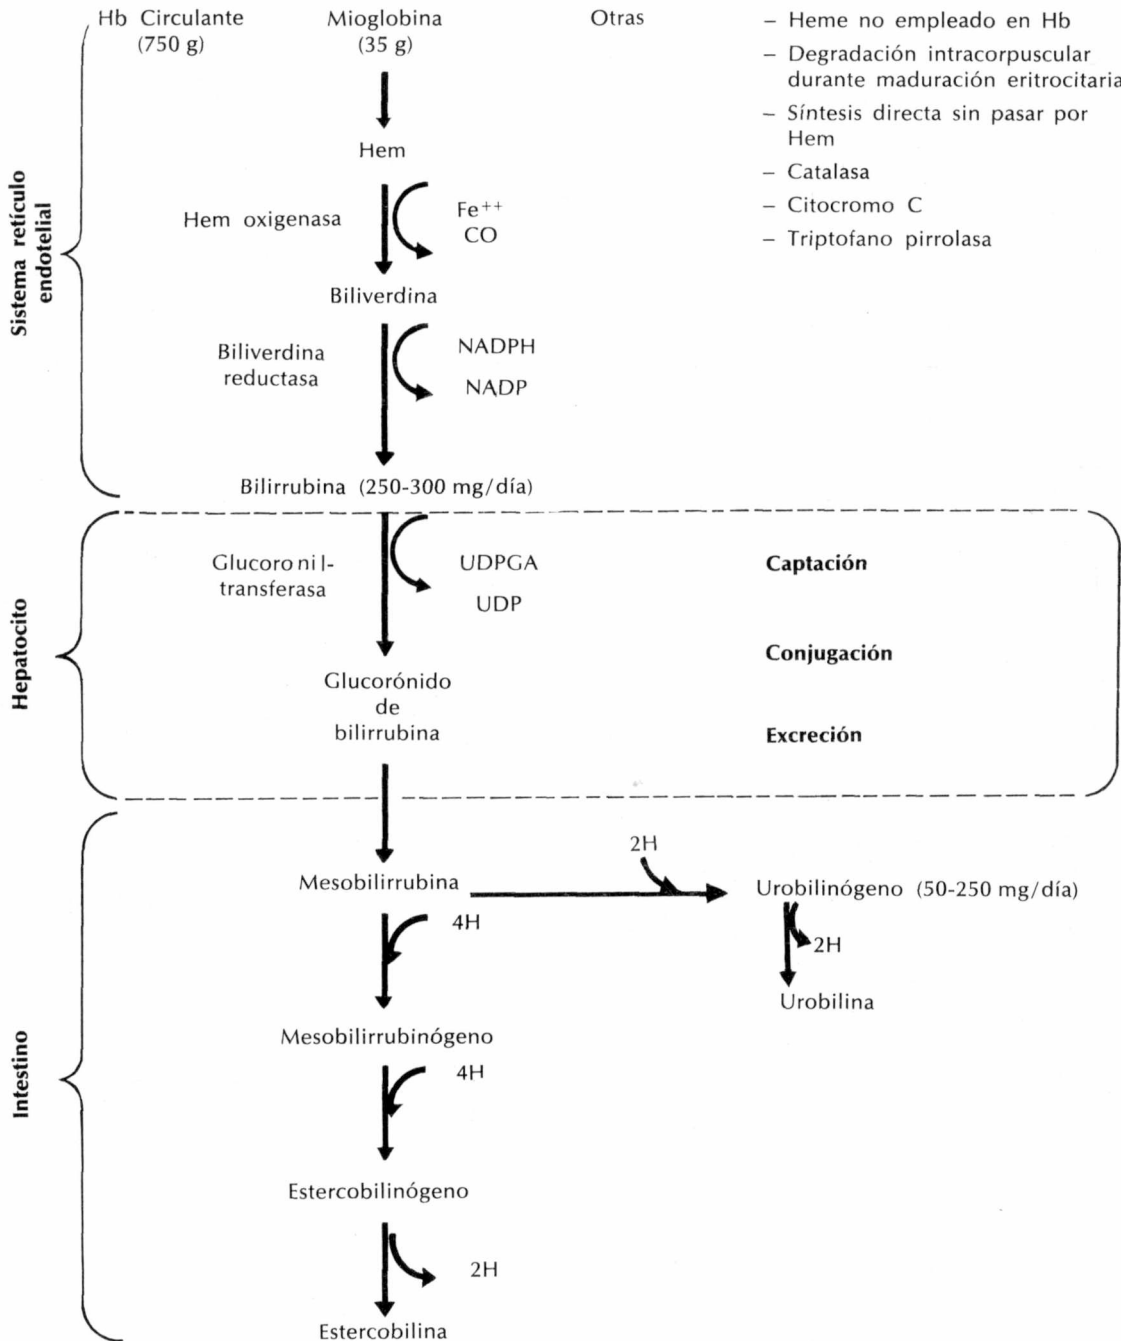 Hb Circulante
(750 g)
Mioglobina
(35 g)
Otras
– Heme no empleado en Hb
– Degradación intracorpuscular
durante maduración eritrocitaria
– Síntesis directa sin pasar por
Hem
– Catalasa
– Citocromo C
– Triptofano pirrolasa
Sistema retículo
endotelial
Hem
Hem oxigenasa
Fe++
CO
Biliverdina
Biliverdina
reductasa
NADPH
NADP
Bilirrubina (250-300 mg/día)
Hepatocito
Glucoronil-
transferasa
UDPGA
UDP
Captación
Conjugación
Excreción
Glucorónido
de
bilirrubina
Intestino
Mesobilirrubina
2H
Urobilinógeno (50-250 mg/día)
4H
2H
Urobilina
Mesobilirrubinógeno
4H
Estercobilinógeno
2H
Estercobilina